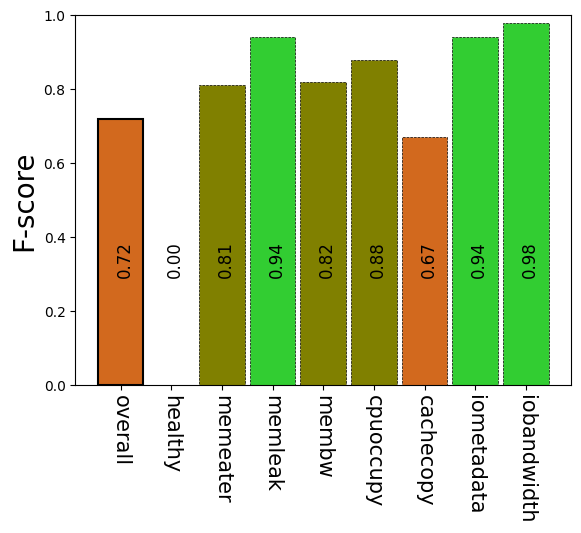 F-score
1.0
0.8
0.6
0.4
0.2
0.0
0.72
0.00
0.81
0.94
0.82
0.88
0.67
0.94
0.98
overall
healthy
memeater
memleak
membw
cpuoccupy
cachecopy
iometadata
iobandwidth